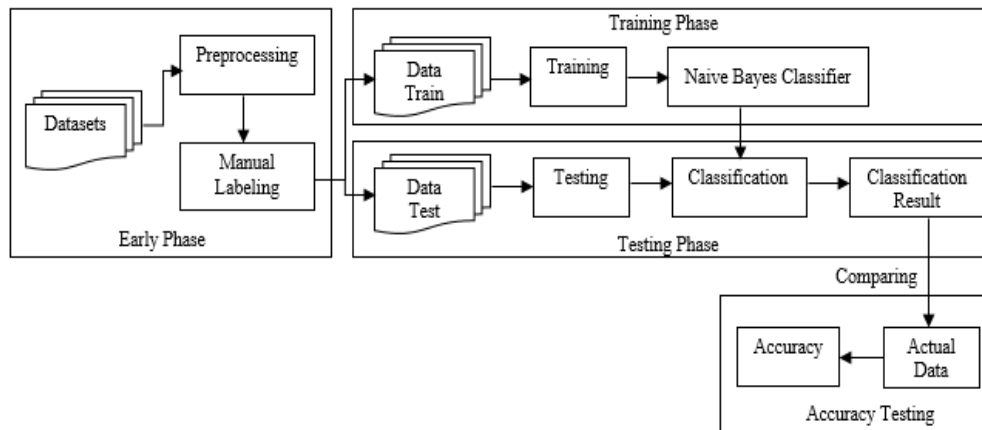 Datasets
Preprocessing
Manual
Labeling
Early Phase
Training Phase
Data
Train
Training
Naive Bayes Classifier
Data
Test
Testing
Classification
Classification
Result
Testing Phase
Comparing
Accuracy
Actual
Data
Accuracy Testing